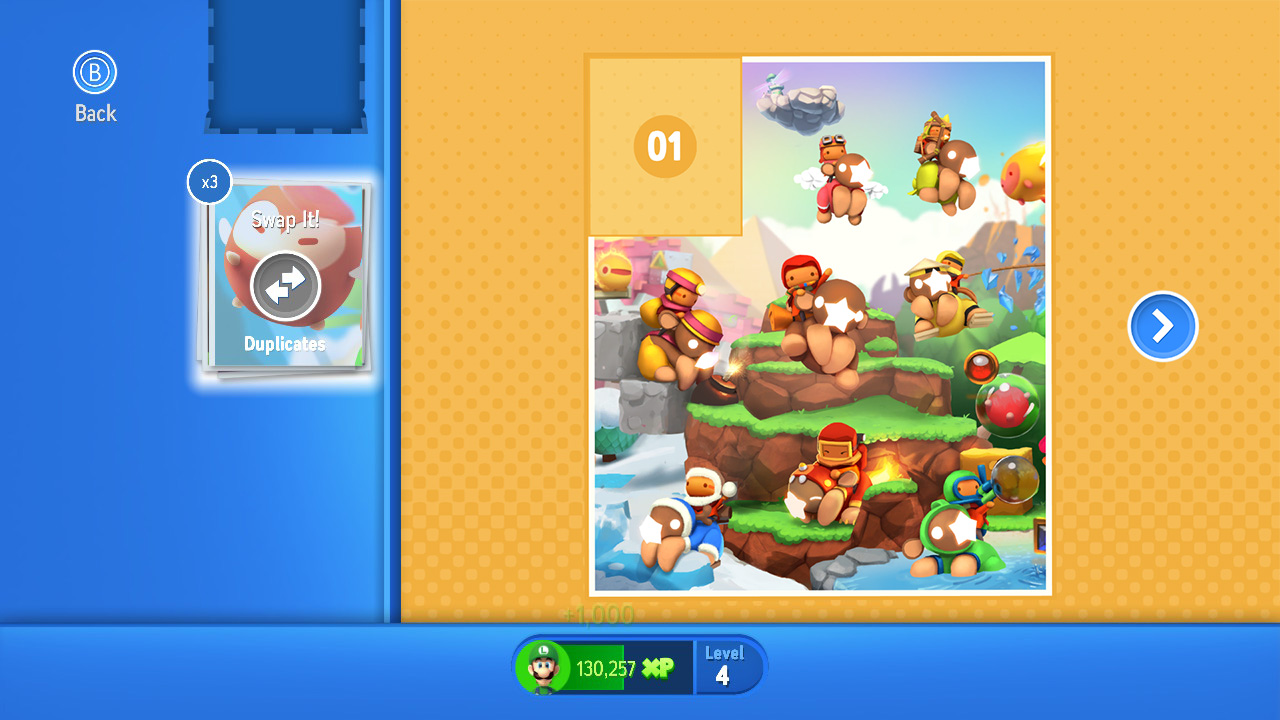 B
Back
x3
Swap It!
Duplicates
01
+1,000
L
130,257 XP
Level
4